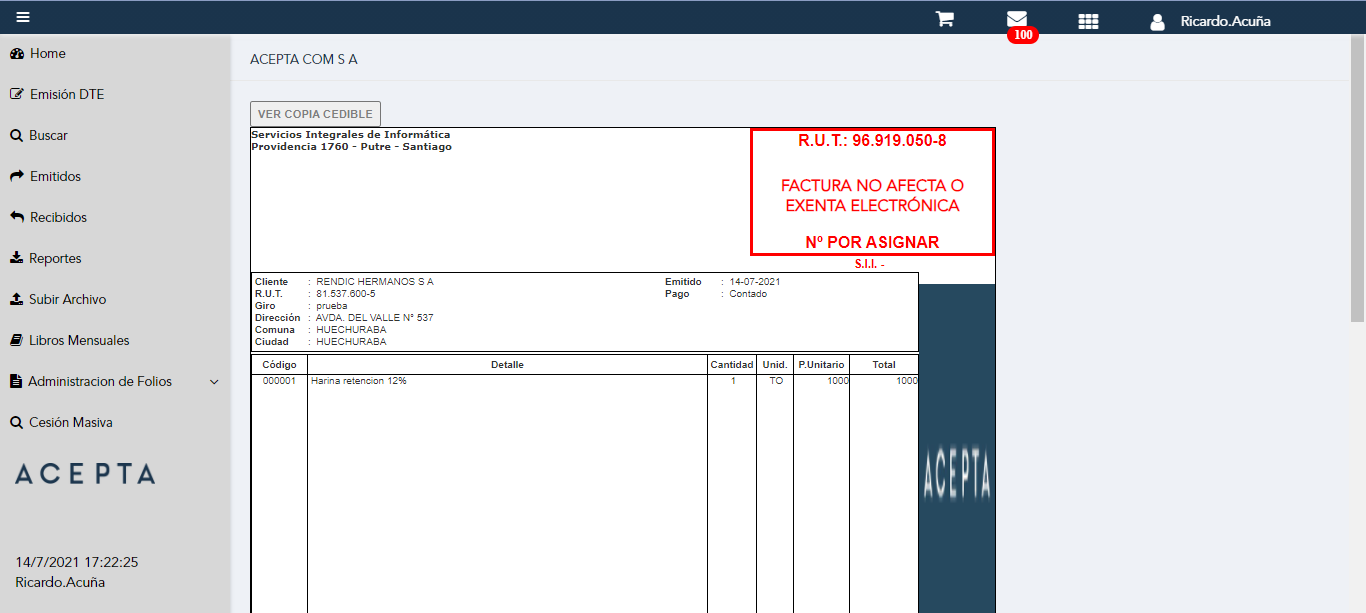 100
Ricardo.Acuña
Home
Emisión DTE
Buscar
Emitidos
Recibidos
Reportes
Subir Archivo
Libros Mensuales
Administracion de Folios
Cesión Masiva
ACEPTA
14/7/2021 17:22:25
Ricardo.Acuña
ACEPTA COM S A
VER COPIA CEDIBLE
Servicios Integrales de Informática
Providencia 1760 - Putre - Santiago
R.U.T.: 96.919.050-8
FACTURA NO AFECTA O
EXENTA ELECTRÓNICA
Nº POR ASIGNAR
S.I.I. -
Cliente : RENDIC HERMANOS S A Emitido : 14-07-2021
R.U.T. : 81.537.600-5 Pago : Contado
Giro : prueba
Dirección : AVDA. DEL VALLE N° 537
Comuna : HUECHURABA
Ciudad : HUECHURABA
Código Detalle Cantidad Unid. P.Unitario Total
000001 Harina retencion 12% 1 TO 1000 1000
ACEPTA